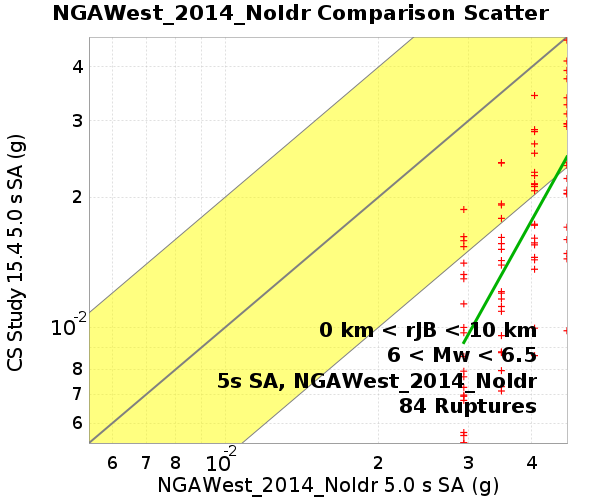 NGAWest_2014_NoIdr Comparison Scatter
CS Study 15.4 5.0 s SA (g)
4
3
2
10^-2
8
7
6
0 km < rJB < 10 km
6 < Mw < 6.5
5s SA, NGAWest_2014_NoIdr
84 Ruptures
6 7 8 10^-2 2 3 4
NGAWest_2014_NoIdr 5.0 s SA (g)